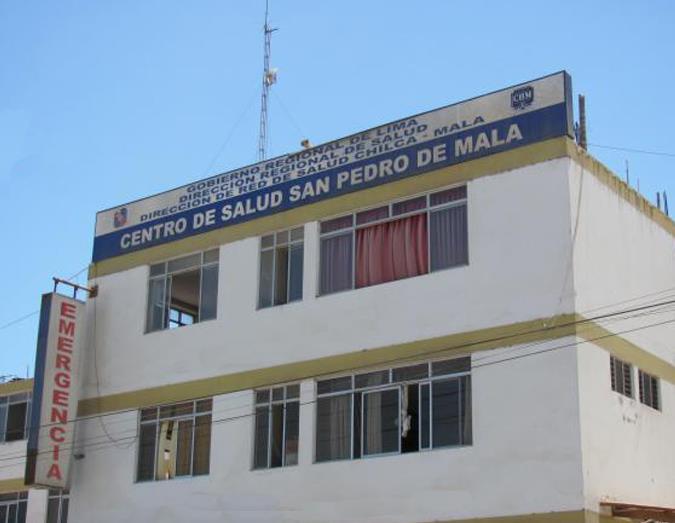 GOBIERNO REGIONAL DE LIMA
DIRECCIÓN REGIONAL DE SALUD
DIRECCIÓN DE RED DE SALUD CHILCA - MALA
CENTRO DE SALUD SAN PEDRO DE MALA
EMERGENCIA